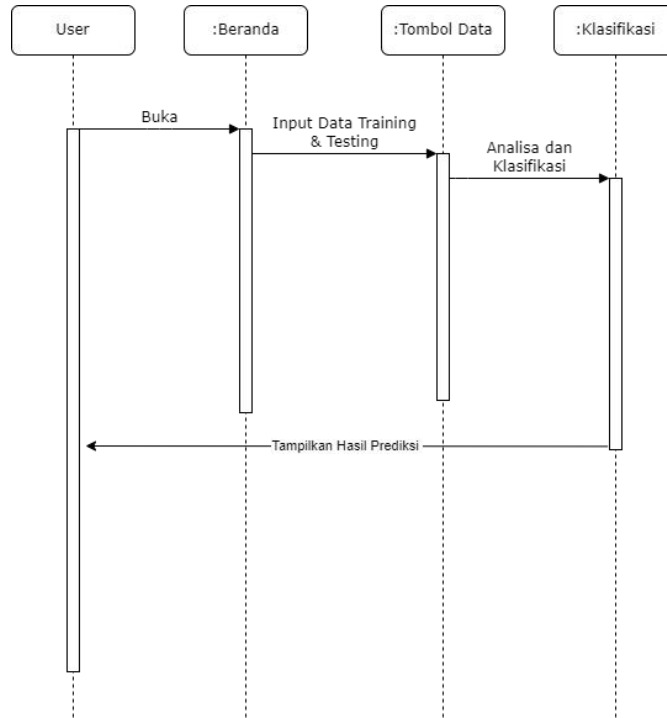 User
:Beranda
:Tombol Data
:Klasifikasi
Buka
Input Data Training
& Testing
Analisa dan
Klasifikasi
Tampilkan Hasil Prediksi